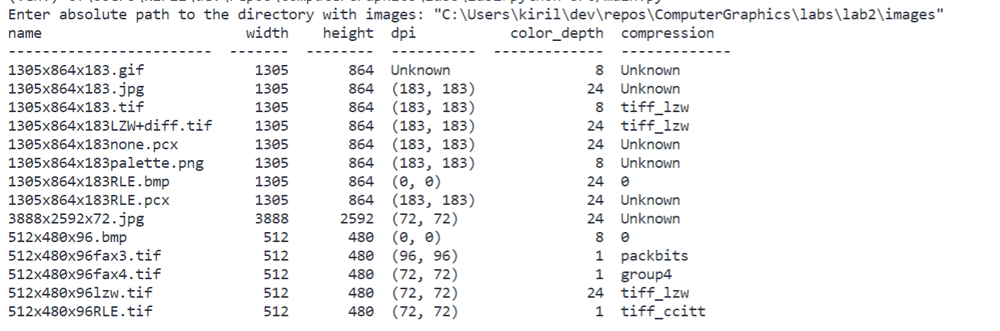 Enter absolute path to the directory with images: "C:\Users\kiril\dev\repos\ComputerGraphics\labs\lab2\images"
name                        width    height  dpi           color_depth  compression
------------------------  -------  --------  ----------  -------------  -------------
1305x864x183.gif             1305       864  Unknown                 8  Unknown
1305x864x183.jpg             1305       864  (183, 183)             24  Unknown
1305x864x183.tif             1305       864  (183, 183)              8  tiff_lzw
1305x864x183LZW+diff.tif     1305       864  (183, 183)             24  tiff_lzw
1305x864x183none.pcx         1305       864  (183, 183)             24  Unknown
1305x864x183palette.png      1305       864  (183, 183)              8  Unknown
1305x864x183RLE.bmp          1305       864  (0, 0)                 24  0
1305x864x183RLE.pcx          1305       864  (183, 183)             24  Unknown
3888x2592x72.jpg             3888      2592  (72, 72)               24  Unknown
512x480x96.bmp                512       480  (0, 0)                  8  0
512x480x96fax3.tif            512       480  (96, 96)                1  packbits
512x480x96fax4.tif            512       480  (72, 72)                1  group4
512x480x96lzw.tif             512       480  (72, 72)               24  tiff_lzw
512x480x96RLE.tif             512       480  (72, 72)                1  tiff_ccitt